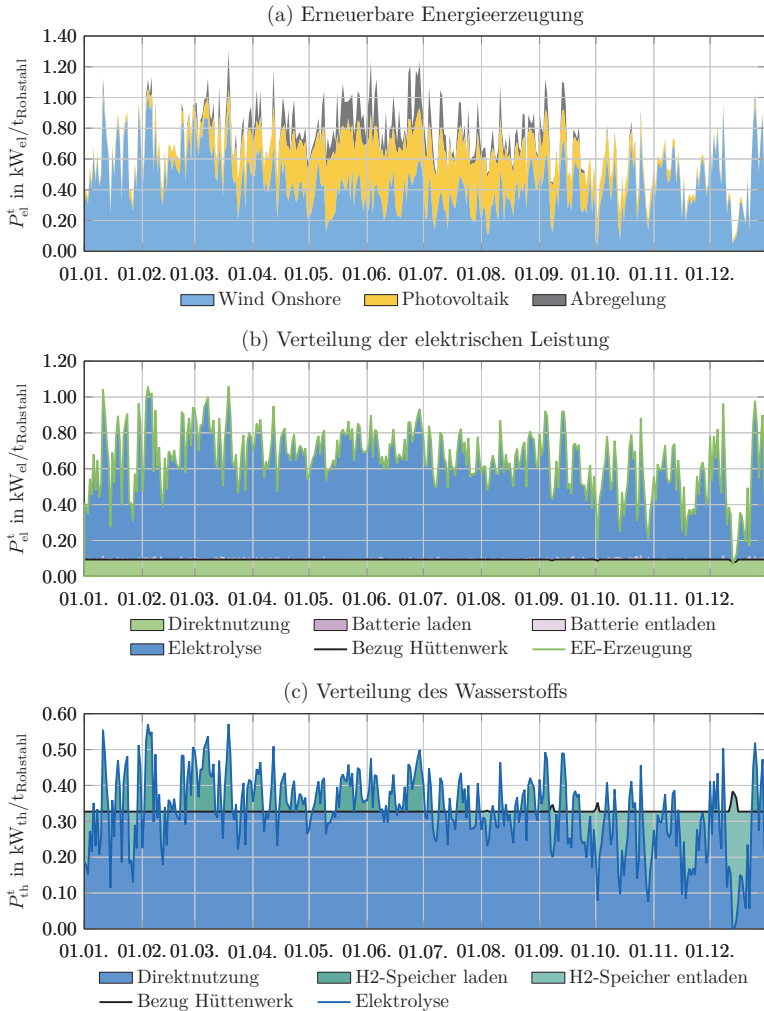 (a) Erneuerbare Energieerzeugung
1.40
1.20
1.00
0.80
0.60
0.40
0.20
0.00
P_el^t in kW_el/t_Rohstahl
01.01. 01.02. 01.03. 01.04. 01.05. 01.06. 01.07. 01.08. 01.09. 01.10. 01.11. 01.12.
Wind Onshore Photovoltaik Abregelung
(b) Verteilung der elektrischen Leistung
1.20
1.00
0.80
0.60
0.40
0.20
0.00
P_el^t in kW_el/t_Rohstahl
01.01. 01.02. 01.03. 01.04. 01.05. 01.06. 01.07. 01.08. 01.09. 01.10. 01.11. 01.12.
Direktnutzung Batterie laden Batterie entladen
Elektrolyse Bezug Hüttenwerk EE-Erzeugung
(c) Verteilung des Wasserstoffs
0.60
0.50
0.40
0.30
0.20
0.10
0.00
P_th^t in kW_th/t_Rohstahl
01.01. 01.02. 01.03. 01.04. 01.05. 01.06. 01.07. 01.08. 01.09. 01.10. 01.11. 01.12.
Direktnutzung H2-Speicher laden H2-Speicher entladen
Bezug Hüttenwerk Elektrolyse